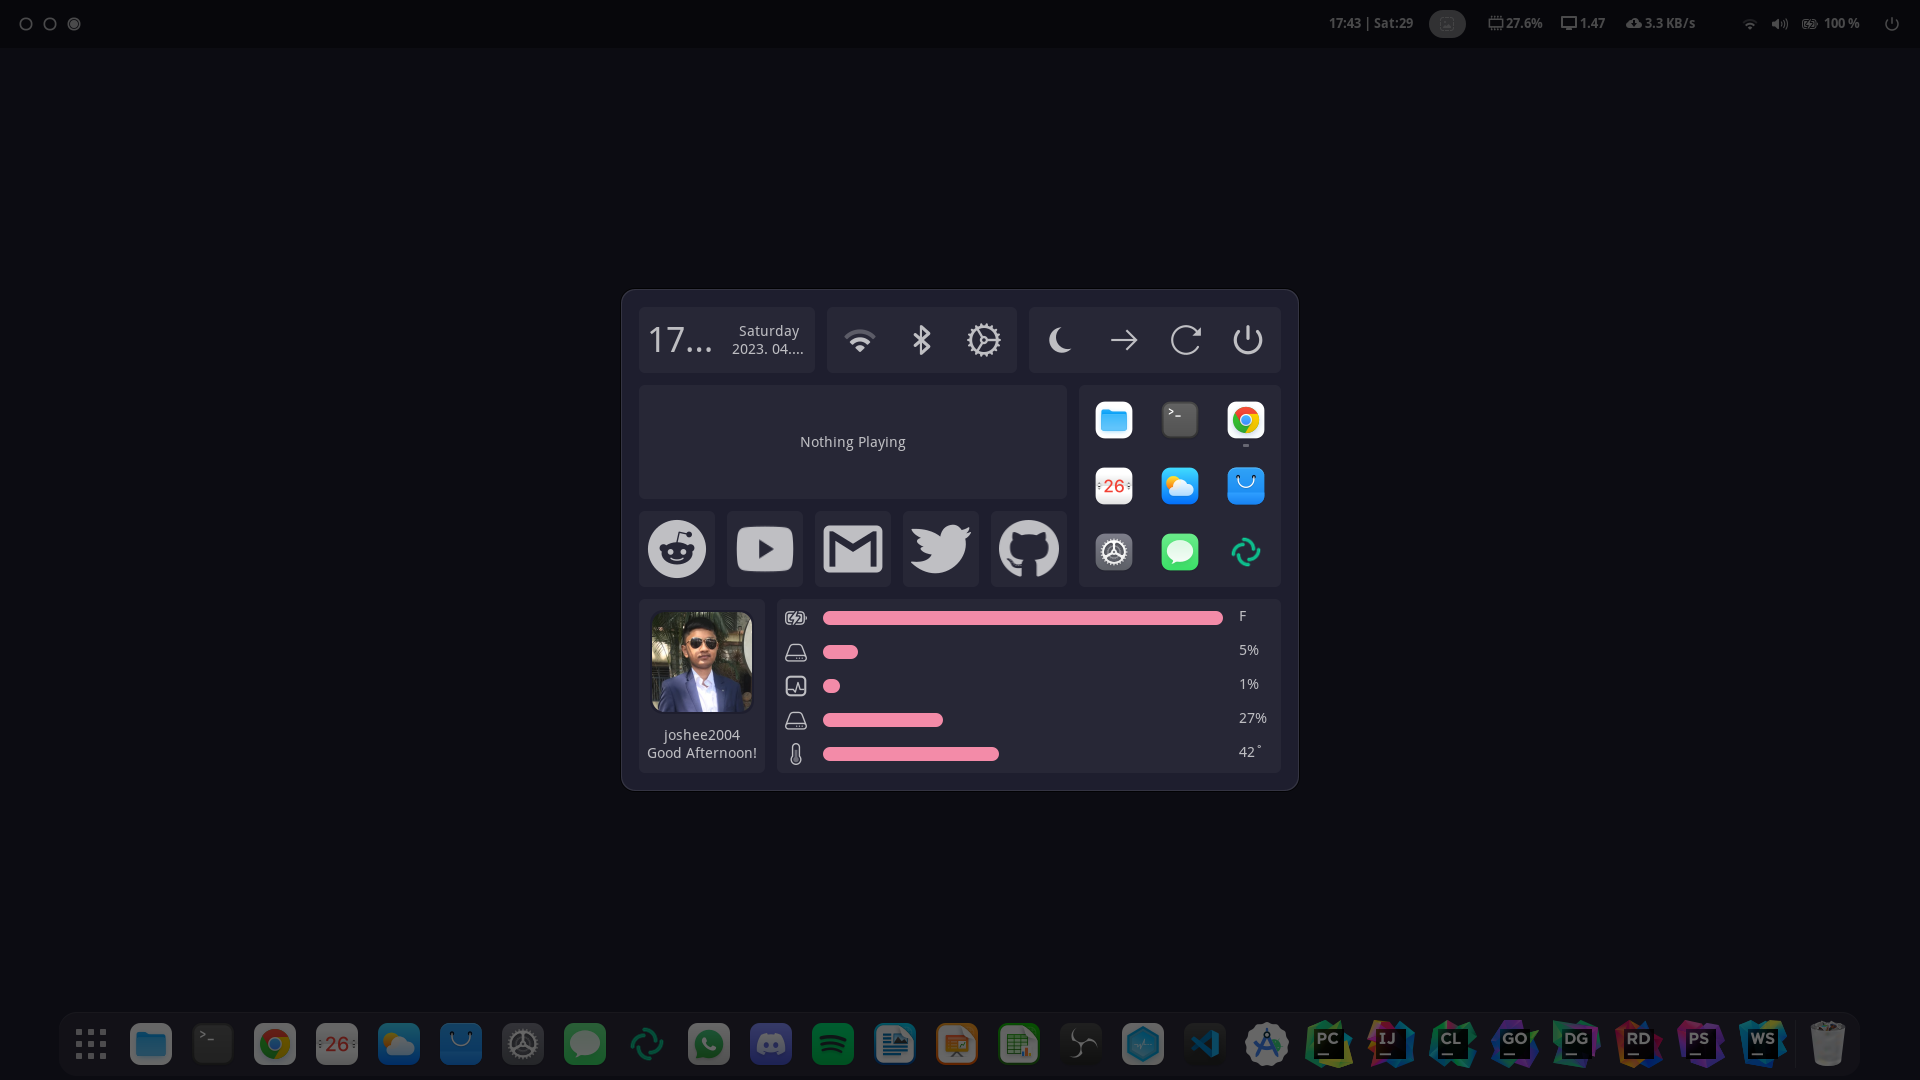 17:43 | Sat:29
27.6%
1.47
3.3 KB/s
100 %
17...
Saturday
2023. 04....
Nothing Playing
>_
26
joshee2004
Good Afternoon!
F
5%
1%
27%
42°
>_
26
PC
IJ
CL
GO
DG
RD
PS
WS